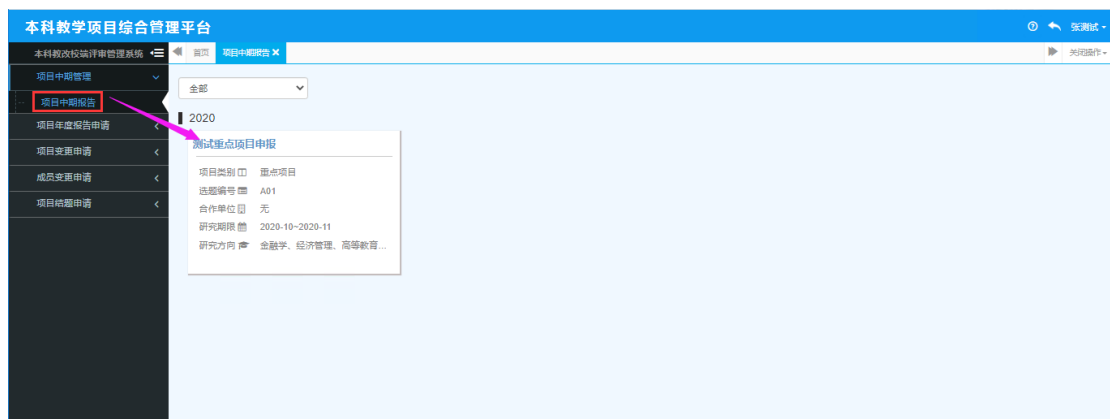 本科教学项目综合管理平台
张测试
本科教改校端评审管理系统
首页
项目中期报告
关闭操作
项目中期管理
项目中期报告
项目年度报告申请
项目变更申请
成员变更申请
项目结题申请
全部
2020
测试重点项目申报
项目类别 重点项目
选题编号 A01
合作单位 无
研究期限 2020-10~2020-11
研究方向 金融学、经济管理、高等教育...